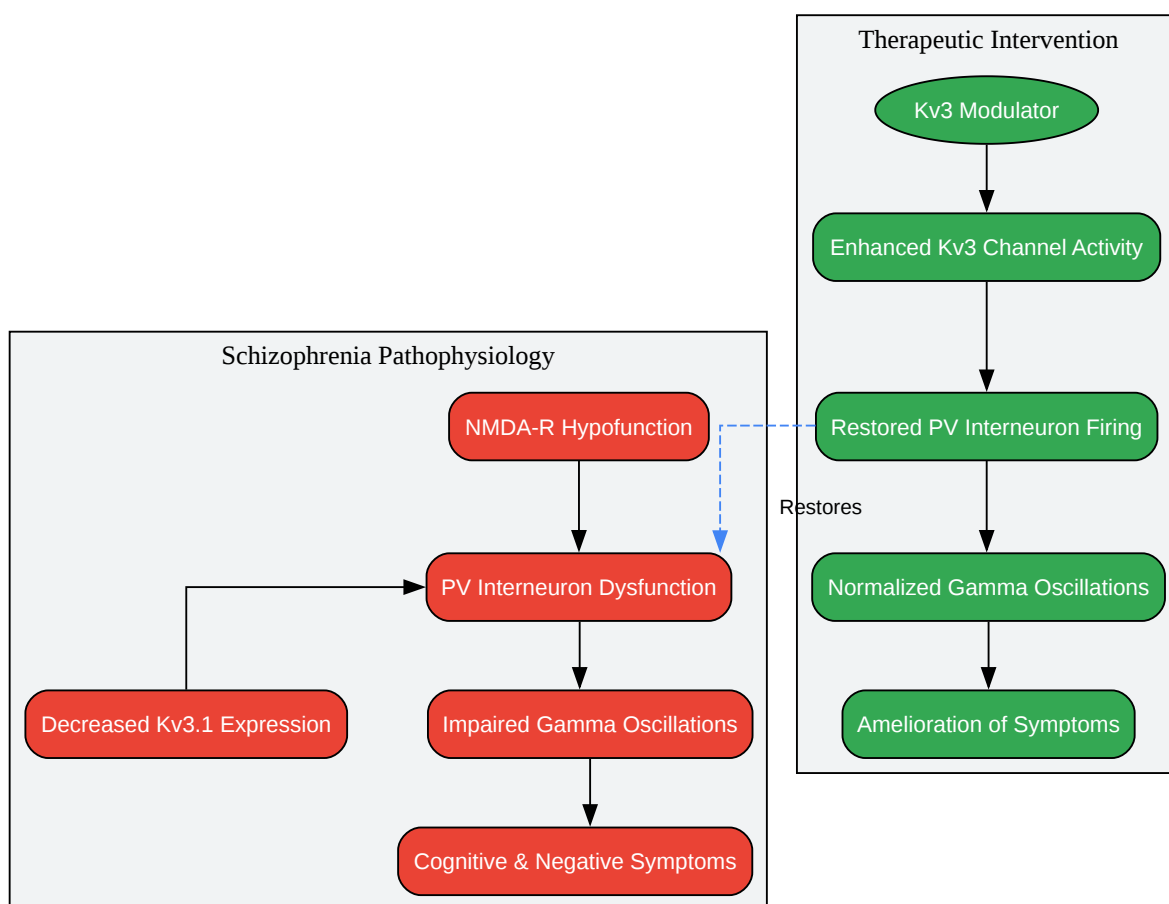 Therapeutic Intervention
Kv3 Modulator
Enhanced Kv3 Channel Activity
Schizophrenia Pathophysiology
NMDA-R Hypofunction
Restored PV Interneuron Firing
Restores
PV Interneuron Dysfunction
Normalized Gamma Oscillations
Decreased Kv3.1 Expression
Impaired Gamma Oscillations
Amelioration of Symptoms
Cognitive & Negative Symptoms